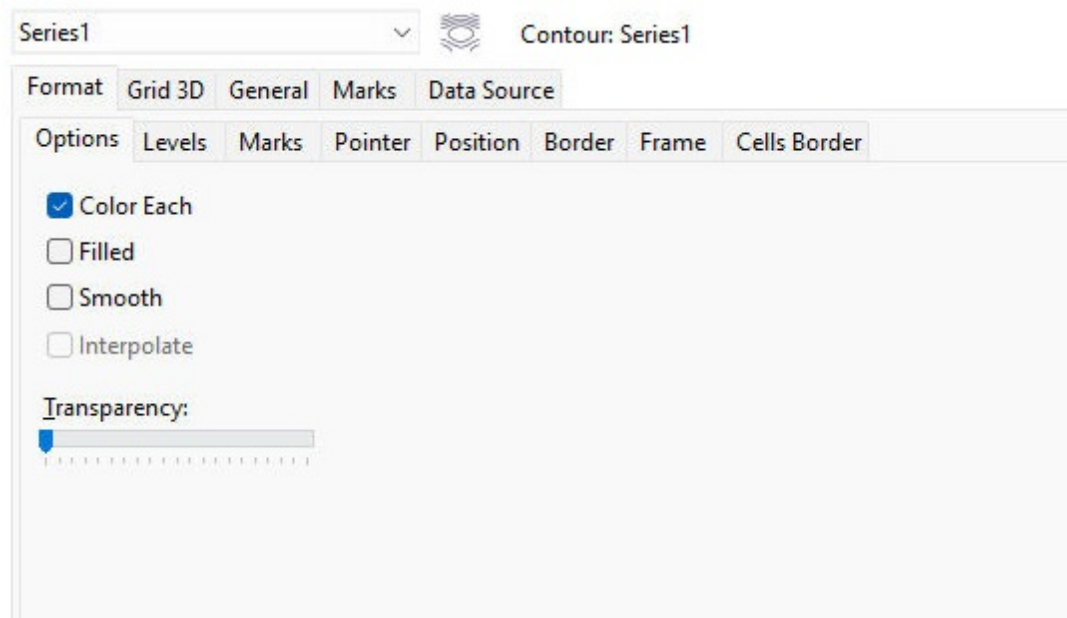 Series1 Contour: Series1
Format Grid 3D General Marks Data Source
Options Levels Marks Pointer Position Border Frame Cells Border
Color Each
Filled
Smooth
Interpolate
Transparency: